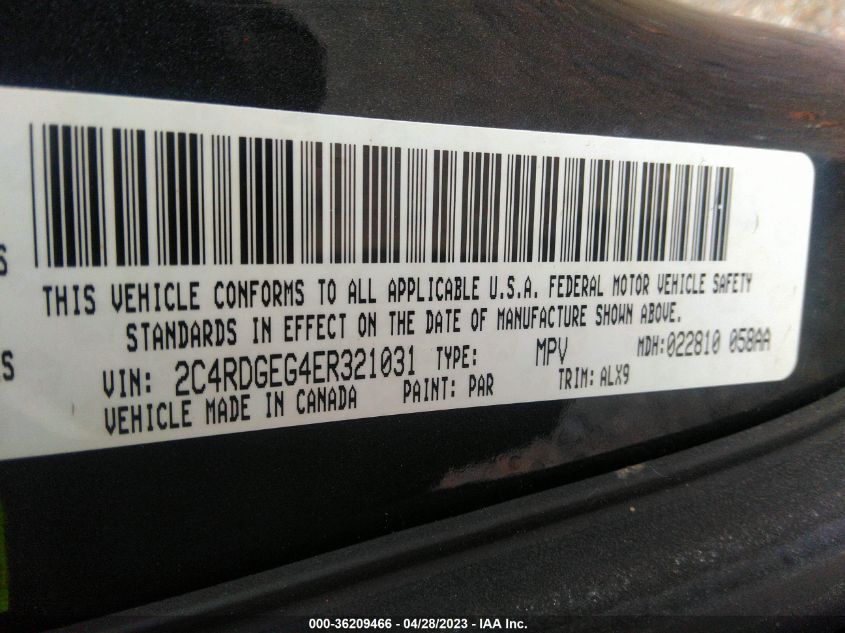 THIS VEHICLE CONFORMS TO ALL APPLICABLE U.S.A. FEDERAL MOTOR VEHICLE SAFETY
STANDARDS IN EFFECT ON THE DATE OF MANUFACTURE SHOWN ABOVE.
VIN: 2C4RDGEG4ER321031 TYPE: MPV MDH:022810 058AA
VEHICLE MADE IN CANADA PAINT: PAR TRIM: ALX9
S
S
000-36209466 - 04/28/2023 - IAA Inc.